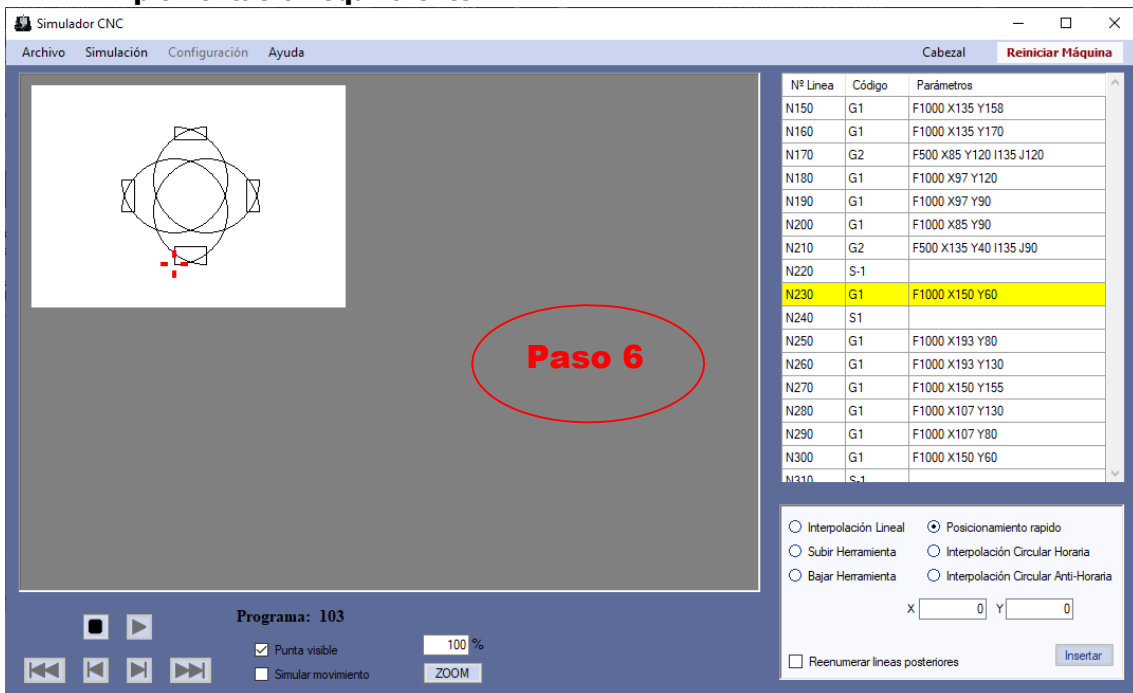 Simulador CNC
Archivo Simulación Configuración Ayuda Cabezal Reiniciar Máquina
Nº Linea Código Parámetros
N150 G1 F1000 X135 Y158
N160 G1 F1000 X135 Y170
N170 G2 F500 X85 Y120 I135 J120
N180 G1 F1000 X97 Y120
N190 G1 F1000 X97 Y90
N200 G1 F1000 X85 Y90
N210 G2 F500 X135 Y40 I135 J90
N220 S-1
N230 G1 F1000 X150 Y60
N240 S1
N250 G1 F1000 X193 Y80
N260 G1 F1000 X193 Y130
N270 G1 F1000 X150 Y155
N280 G1 F1000 X107 Y130
N290 G1 F1000 X107 Y80
N300 G1 F1000 X150 Y60
N310 S-1
Paso 6
Interpolación Lineal Posicionamiento rapido
Subir Herramienta Interpolación Circular Horaria
Bajar Herramienta Interpolación Circular Anti-Horaria
X 0 Y 0
Reenumerar lineas posteriores Insertar
Programa: 103
Punta visible 100 %
Simular movimiento ZOOM